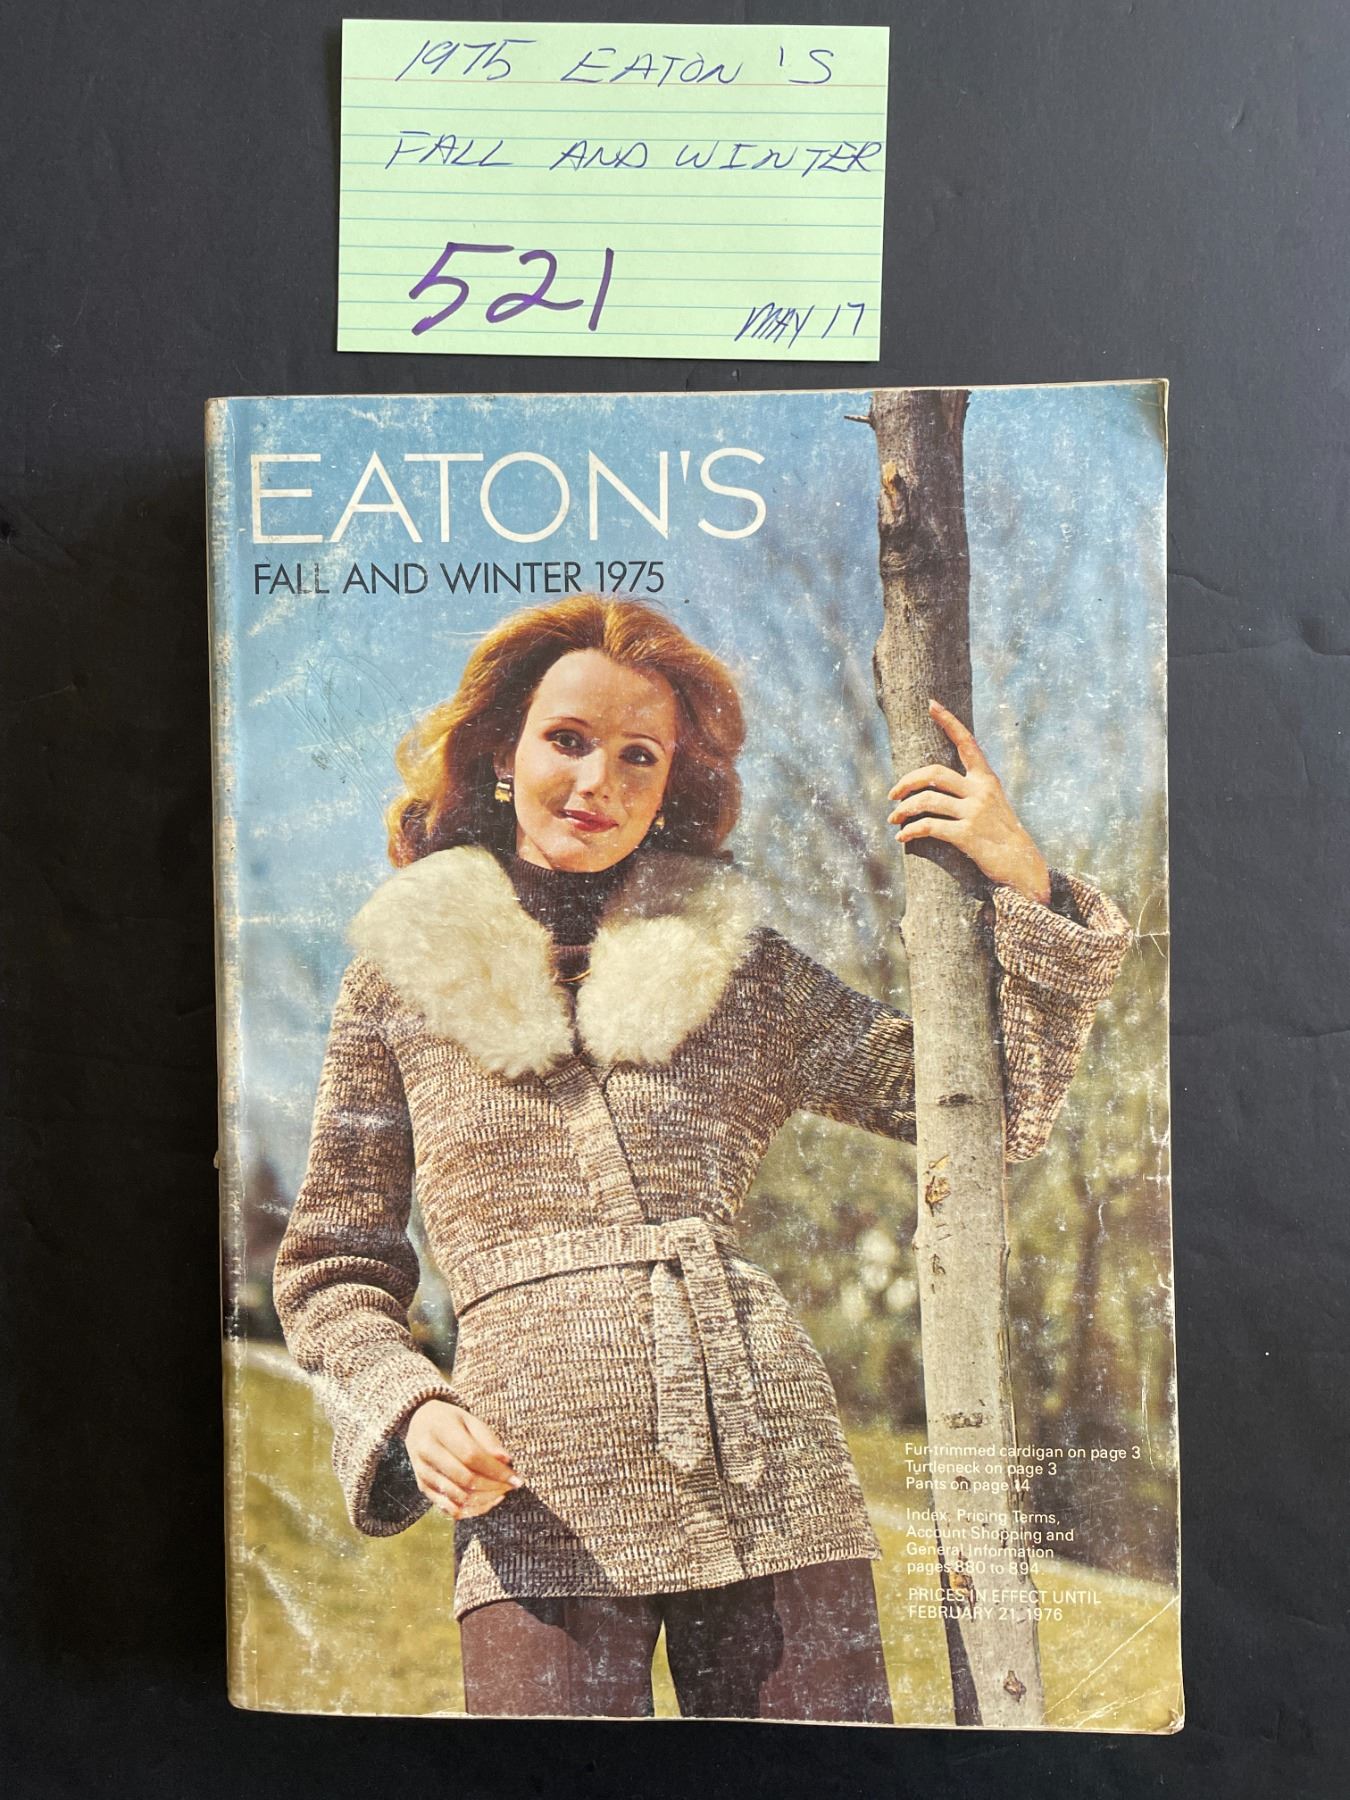 1975 EATON'S
FALL AND WINTER
521
MAY 17
EATON'S
FALL AND WINTER 1975
Fur-trimmed cardigan on page 3
Turtleneck on page 3
Pants on page 14
Index, Pricing Terms,
Account Shopping and
General Information
pages 880 to 894
PRICES IN EFFECT UNTIL
FEBRUARY 21, 1976